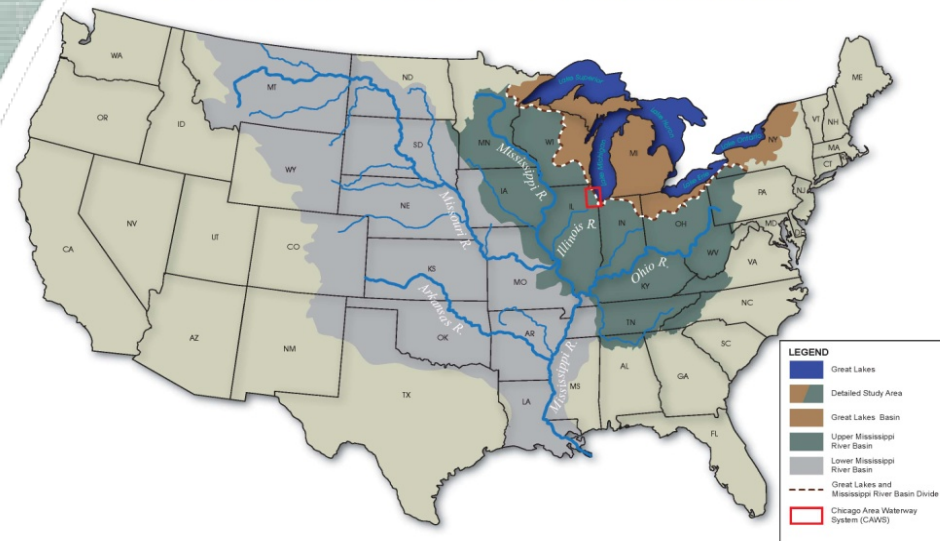 WA
MT
ND
ME
OR
ID
SD
MN
WI
MI
NY
VT
NH
MA
CT
WY
IA
NE
PA
NJ
NV
UT
CO
IL
IN
OH
MD
DE
CA
KS
MO
WV
VA
KY
AZ
NM
OK
AR
TN
NC
SC
TX
LA
MS
AL
GA
FL
Lake Superior
Mississippi R.
Missouri R.
Illinois R.
Ohio R.
Arkansas R.
Mississippi R.
LEGEND
Great Lakes
Detailed Study Area
Great Lakes Basin
Upper Mississippi
River Basin
Lower Mississippi
River Basin
Great Lakes and
Mississippi River Basin Divide
Chicago Area Waterway
System (CAWS)